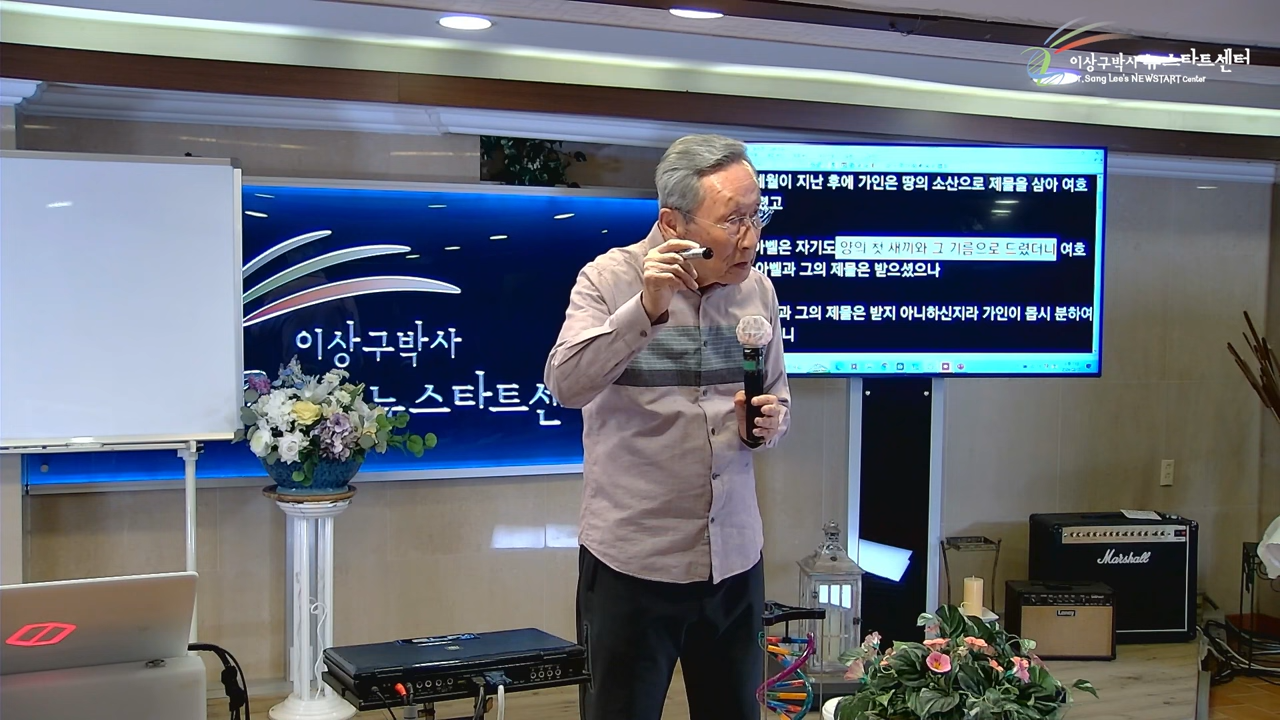 이상구박사 뉴스타트센터
Dr. Sang Lee's NEWSTART Center
세월이 지난 후에 가인은 땅의 소산으로 제물을 삼아 여호
렸고
아벨은 자기도 양의 첫 새끼와 그 기름으로 드렸더니 여호
아벨과 그의 제물은 받으셨으나
과 그의 제물은 받지 아니하신지라 가인이 몹시 분하여
니
이상구박사
뉴스타트센
Marshall
Laney